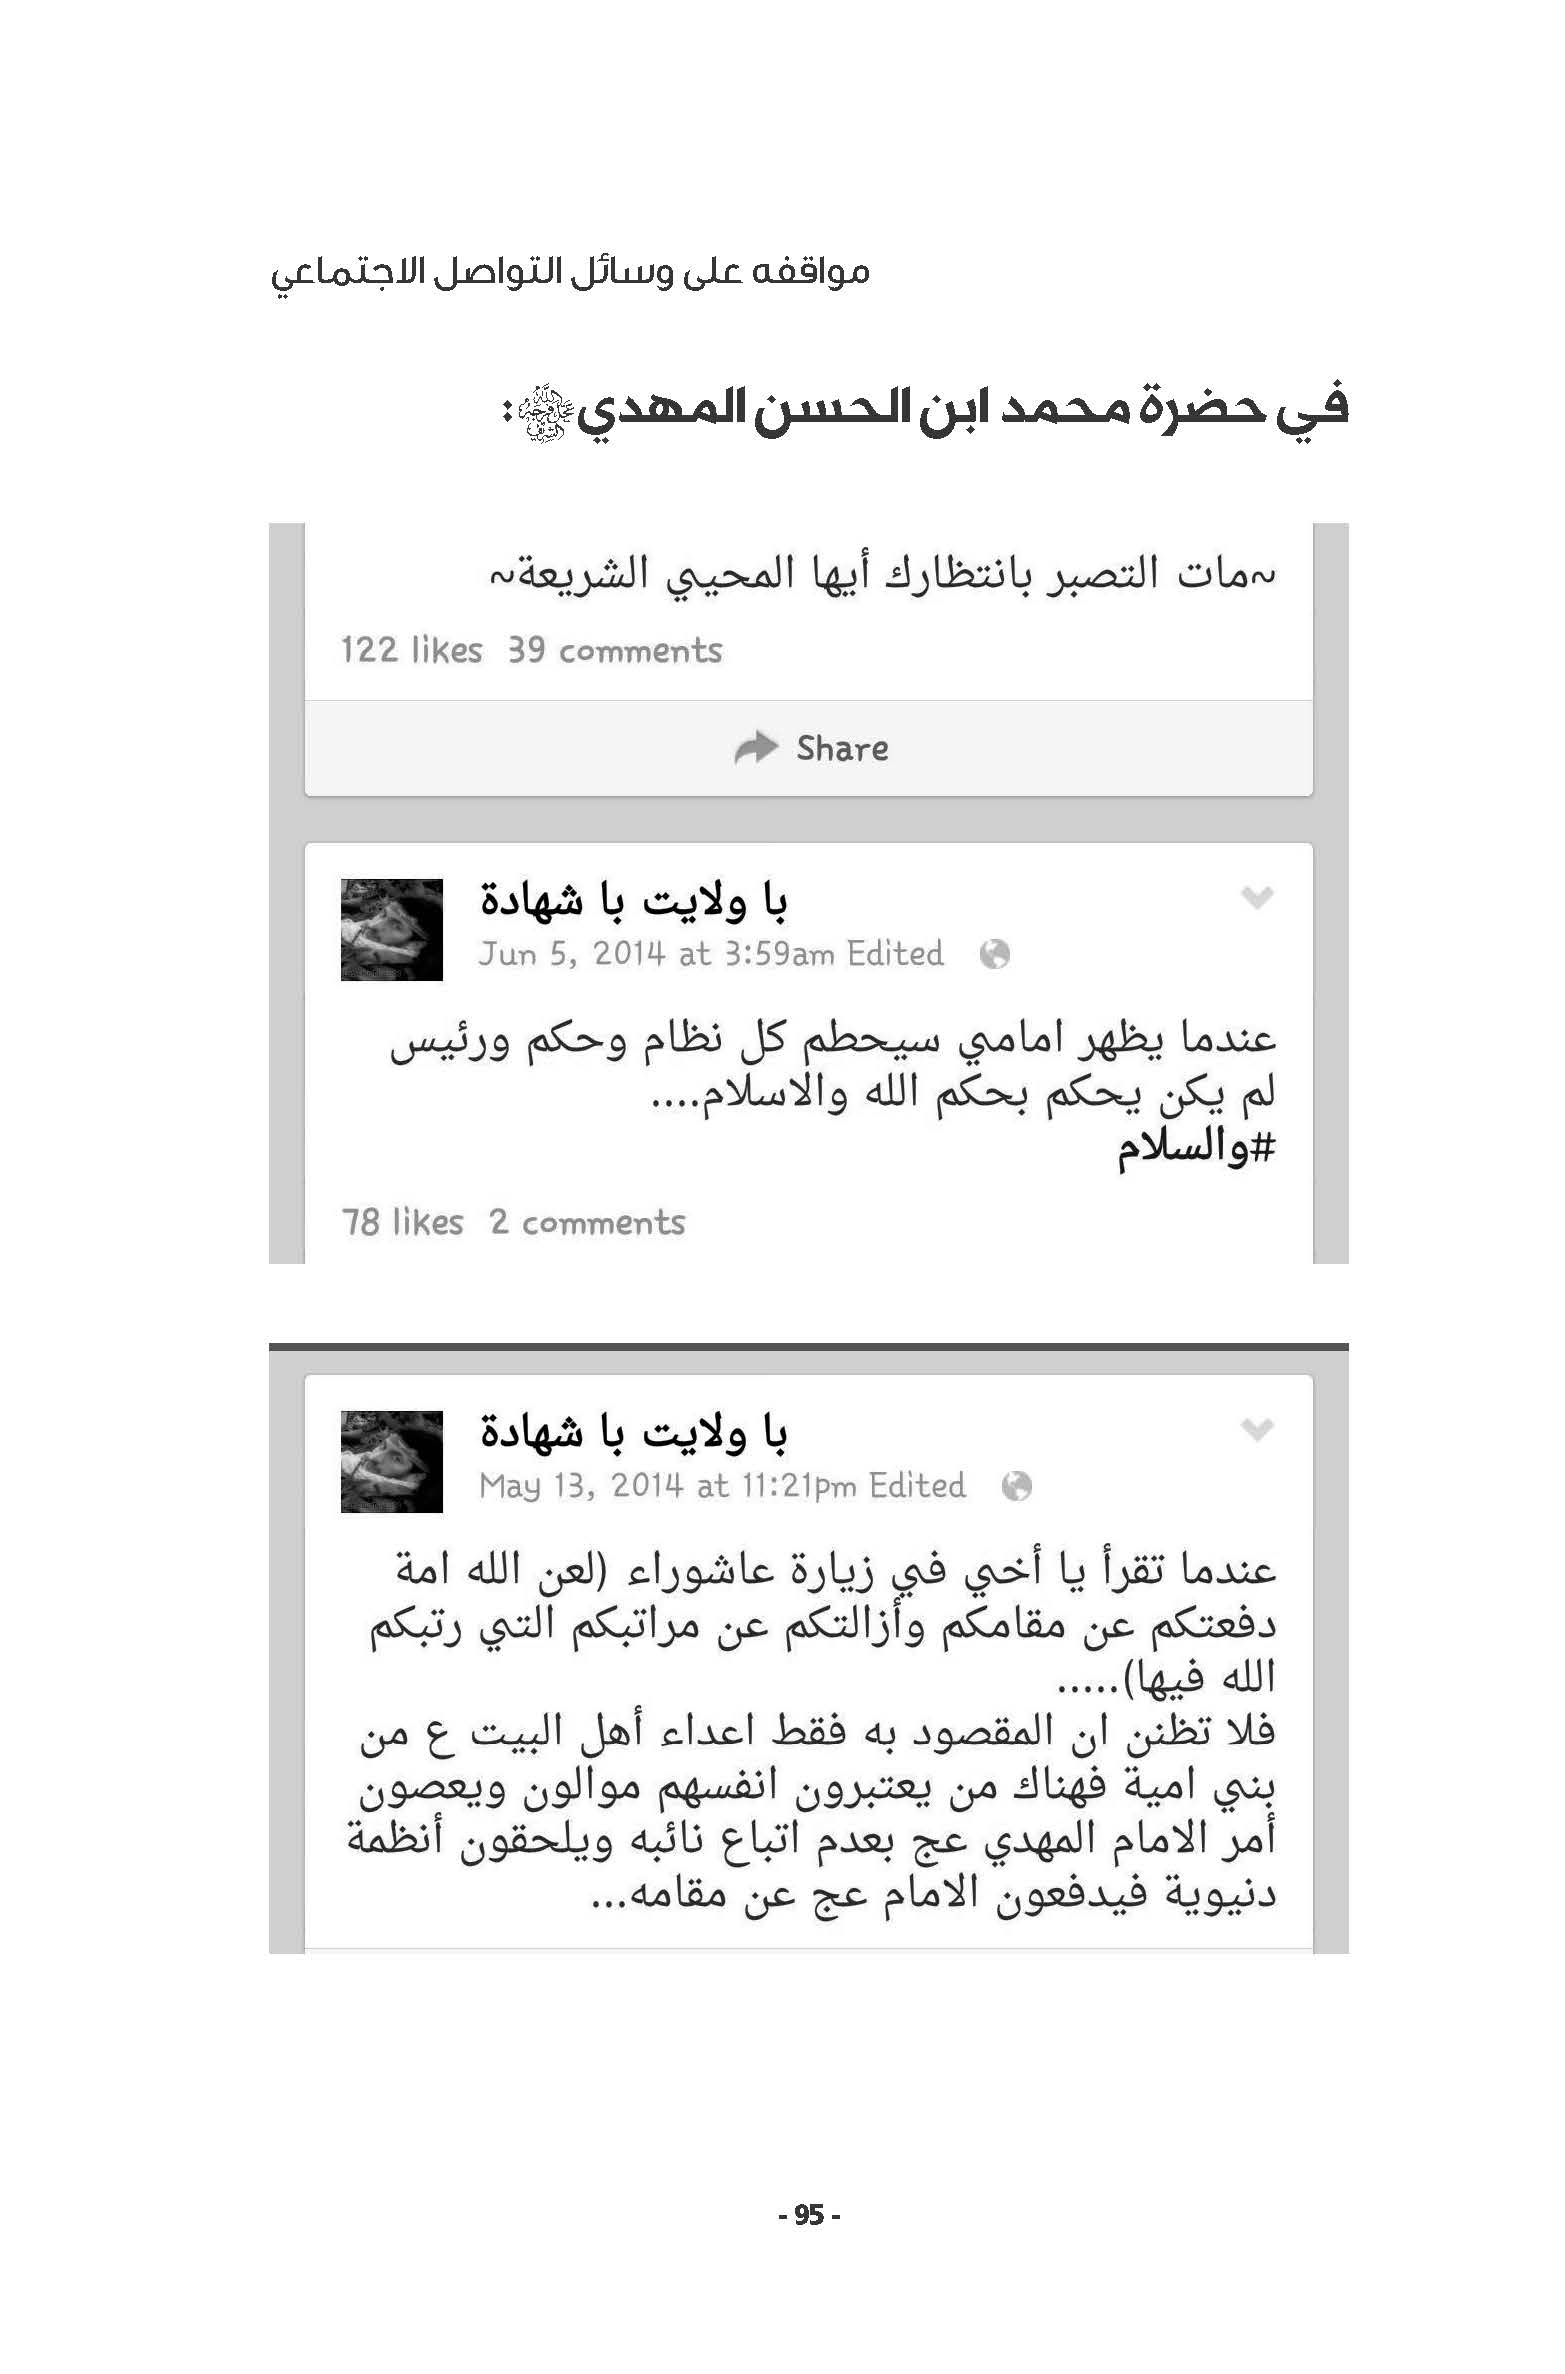 مواقفه على وسائل التواصل الاجتماعي
في حضرة محمد ابن الحسن المهدي عجل الله فرجه الشريف:
~مات التصبر بانتظارك أيها المحيي الشريعة~
122 likes 39 comments
Share
با ولايت با شهادة
Jun 5, 2014 at 3:59am Edited
عندما يظهر امامي سيحطم كل نظام وحكم ورئيس
لم يكن يحكم بحكم الله والاسلام....
#والسلام
78 likes 2 comments
با ولايت با شهادة
May 13, 2014 at 11:21pm Edited
عندما تقرأ يا أخي في زيارة عاشوراء (لعن الله امة
دفعتكم عن مقامكم وأزالتكم عن مراتبكم التي رتبكم
الله فيها).....
فلا تظنن ان المقصود به فقط اعداء أهل البيت ع من
بني امية فهناك من يعتبرون انفسهم موالون ويعصون
أمر الامام المهدي عج بعدم اتباع نائبه ويلحقون أنظمة
دنيوية فيدفعون الامام عج عن مقامه...
- 95 -